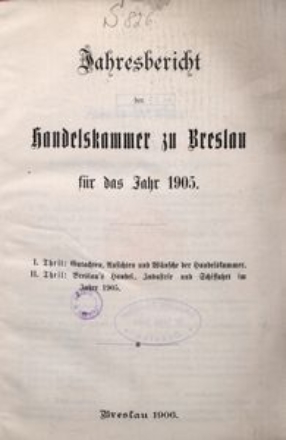 S 826
Jahresbericht
der
Handelskammer zu Breslau
für das Jahr 1905.
I. Theil: Gutachten, Ansichten und Wünsche der Handelskammer.
II. Theil: Breslau's Handel, Industrie und Schiffahrt im
Jahre 1905.
Breslau 1906.